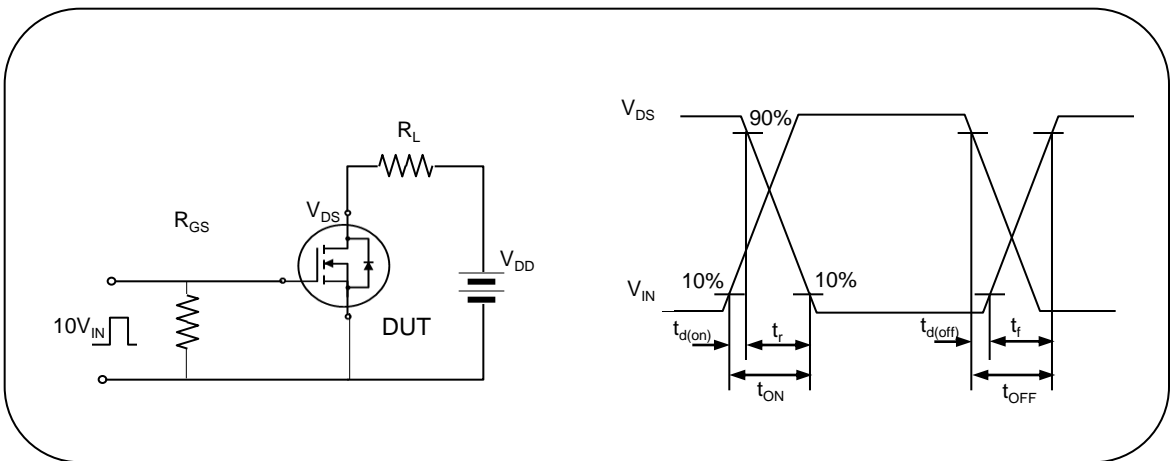 R_L
V_DS
R_GS
V_DD
10V_IN
DUT
V_DS
90%
V_IN
10%
10%
t_d(on)
t_r
t_ON
t_d(off)
t_f
t_OFF